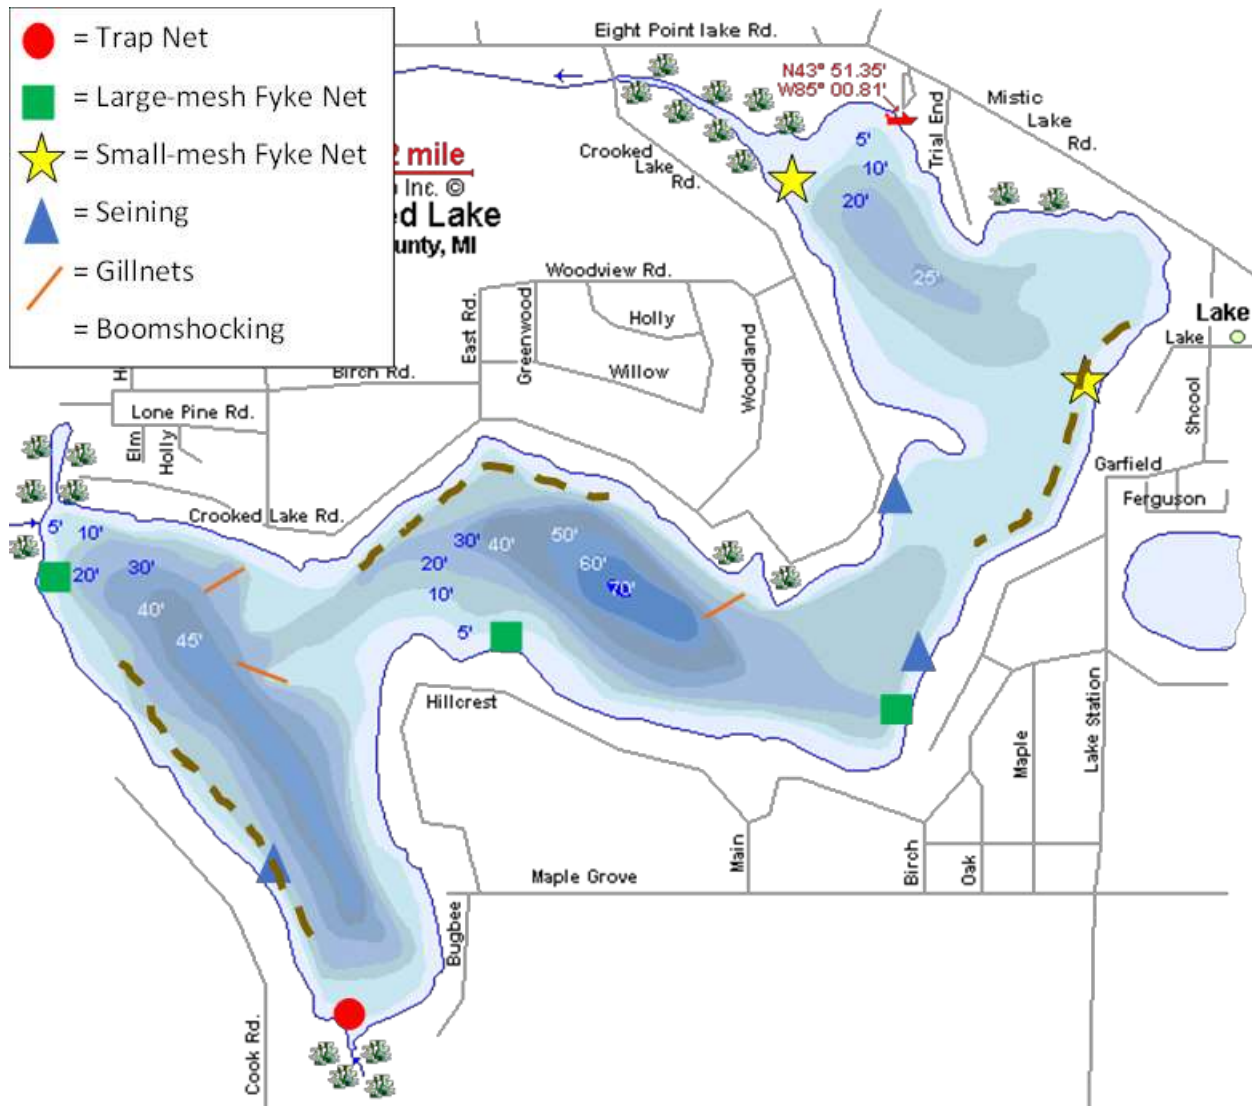 = Trap Net
= Large-mesh Fyke Net
= Small-mesh Fyke Net
= Seining
= Gillnets
= Boomshocking
2 mile
Inc. ©
ed Lake
unty, MI
Eight Point lake Rd.
N43° 51.35'
W85° 00.81'
Mistic
Lake
Rd.
Trial End
Crooked
Lake
Rd.
5'
10'
20'
25'
Woodview Rd.
East Rd.
Greenwood
Holly
Willow
Woodland
Birch Rd.
Lone Pine Rd.
Elm
Holly
Crooked Lake Rd.
Lake
Lake
Shcool
Garfield
Ferguson
5'
10'
20'
30'
40'
45'
30'
20'
10'
5'
40'
50'
60'
70'
Hillcrest
Main
Maple Grove
Birch
Oak
Maple
Lake Station
Bugbee
Cook Rd.